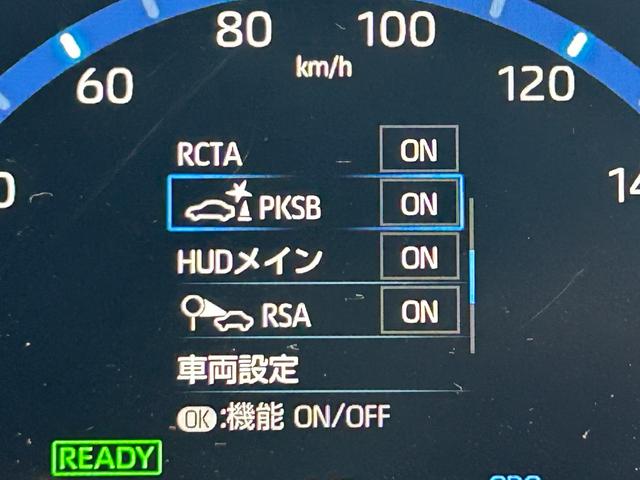 80 100
km/h
60 120
RCTA ON
PKSB ON
HUDメイン ON
RSA ON
車両設定
OK:機能 ON/OFF
READY